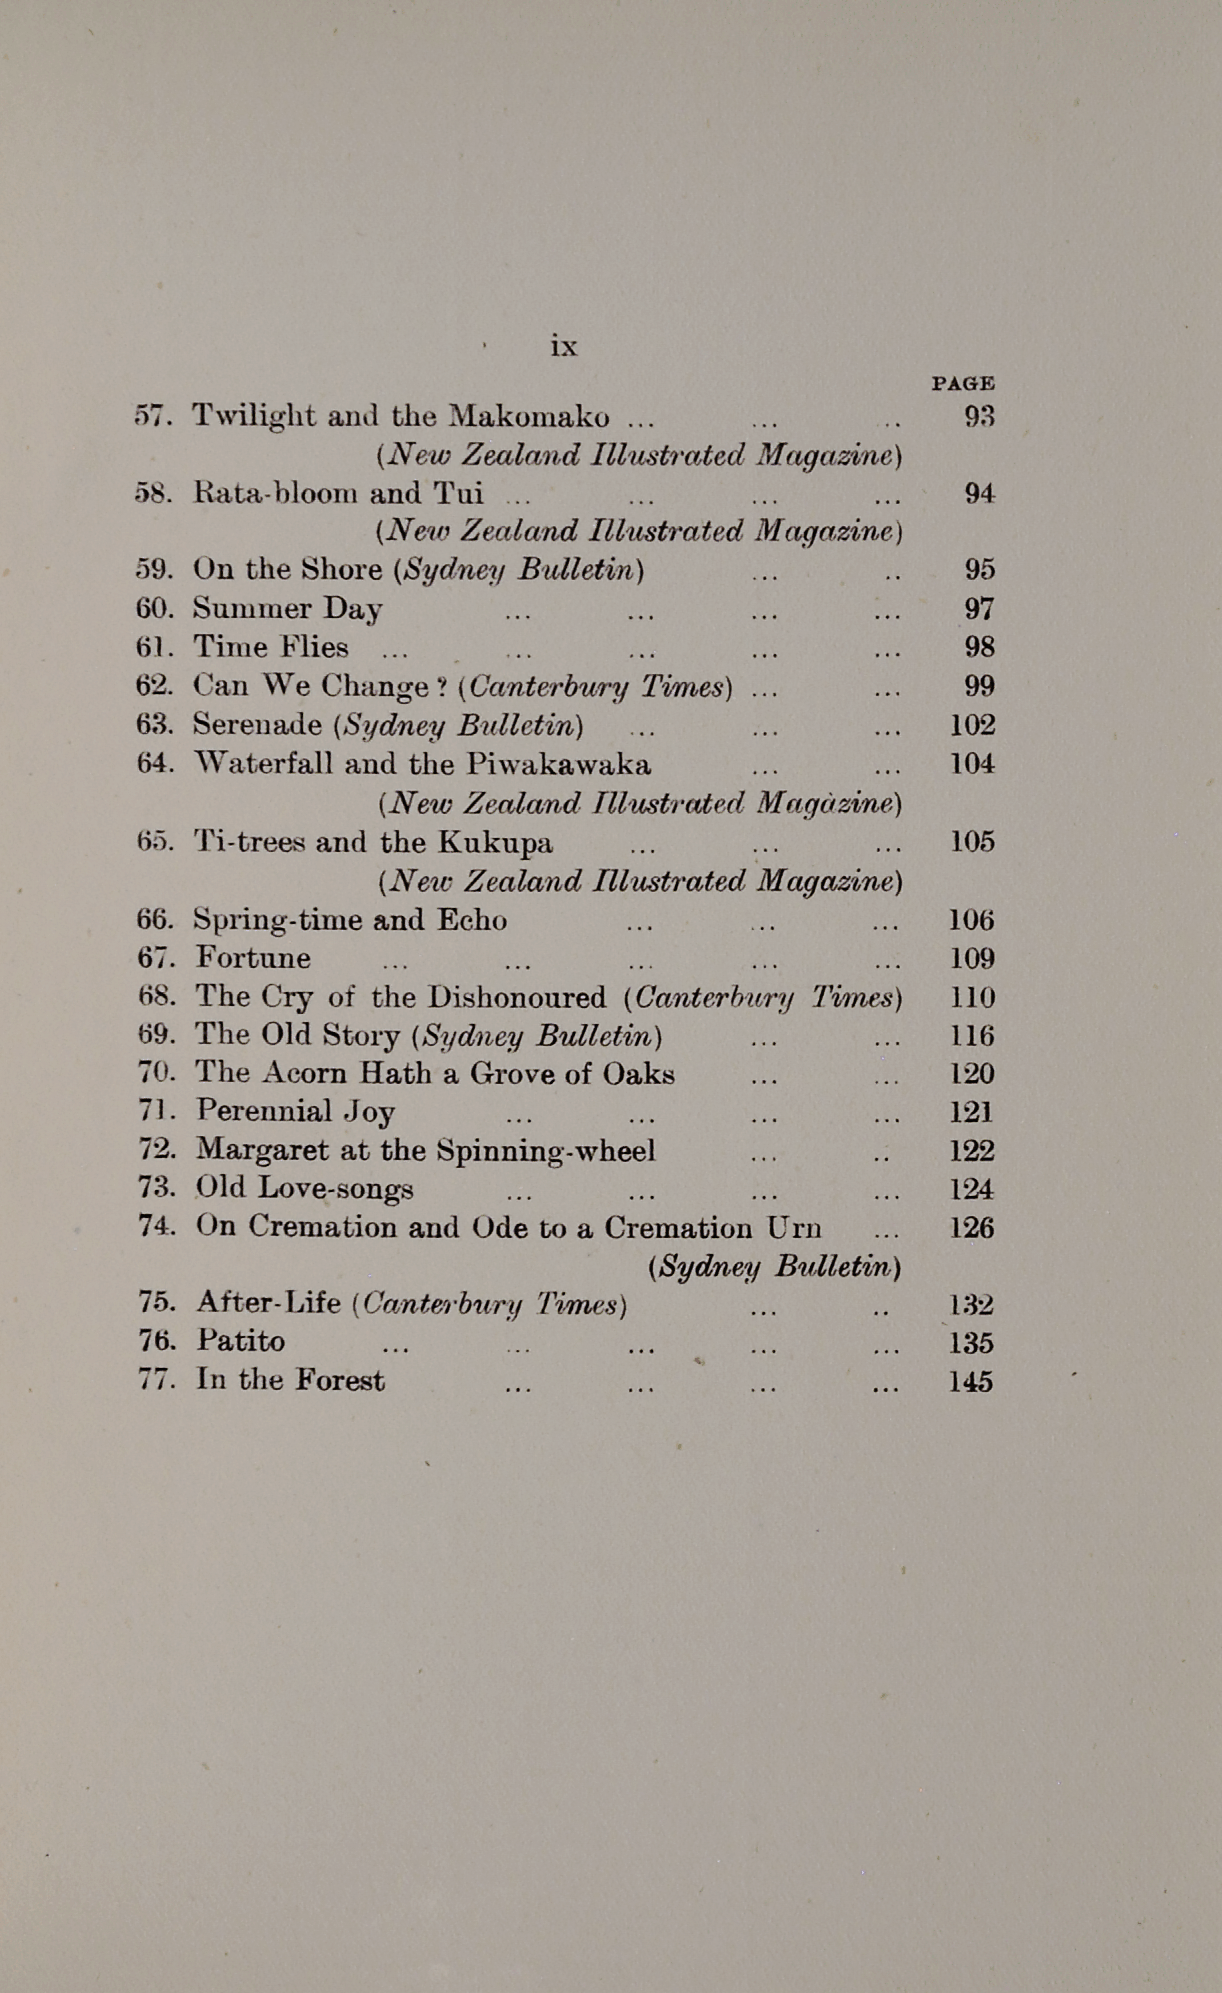 ix
PAGE
57. Twilight and the Makomako ... ... .. 93
(New Zealand Illustrated Magazine)
58. Rata-bloom and Tui ... ... ... ... 94
(New Zealand Illustrated Magazine)
59. On the Shore (Sydney Bulletin) ... .. 95
60. Summer Day ... ... ... ... 97
61. Time Flies ... ... ... ... ... 98
62. Can We Change? (Canterbury Times) ... ... 99
63. Serenade (Sydney Bulletin) ... ... ... 102
64. Waterfall and the Piwakawaka ... ... 104
(New Zealand Illustrated Magazine)
65. Ti-trees and the Kukupa ... ... ... 105
(New Zealand Illustrated Magazine)
66. Spring-time and Echo ... ... ... 106
67. Fortune ... ... ... ... ... 109
68. The Cry of the Dishonoured (Canterbury Times) 110
69. The Old Story (Sydney Bulletin) ... ... 116
70. The Acorn Hath a Grove of Oaks ... ... 120
71. Perennial Joy ... ... ... ... 121
72. Margaret at the Spinning-wheel ... .. 122
73. Old Love-songs ... ... ... ... 124
74. On Cremation and Ode to a Cremation Urn ... 126
(Sydney Bulletin)
75. After-Life (Canterbury Times) ... .. 132
76. Patito ... ... ... ... ... 135
77. In the Forest ... ... ... ... 145